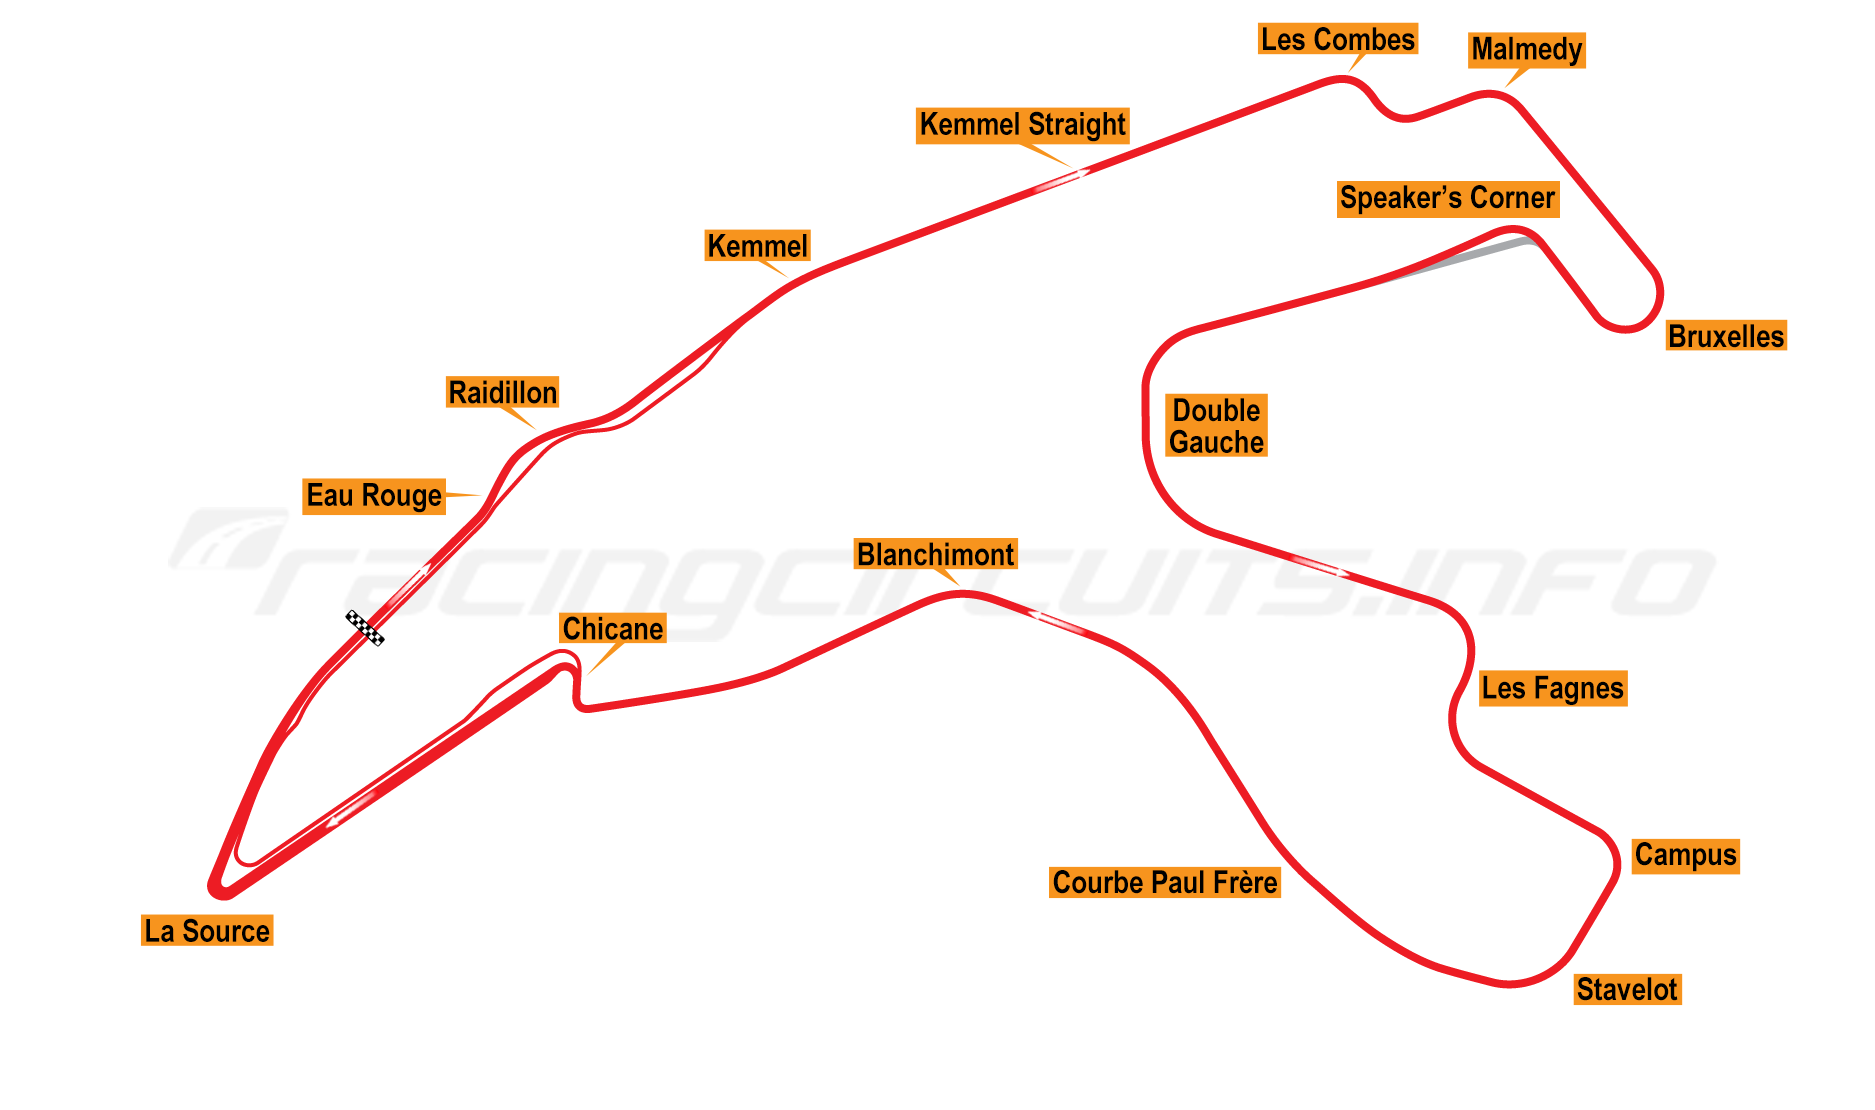 Les Combes
Malmedy
Kemmel Straight
Speaker's Corner
Kemmel
Bruxelles
Raidillon
Double
Gauche
Eau Rouge
Blanchimont
racingcircuits.info
Chicane
Les Fagnes
Campus
Courbe Paul Frère
La Source
Stavelot